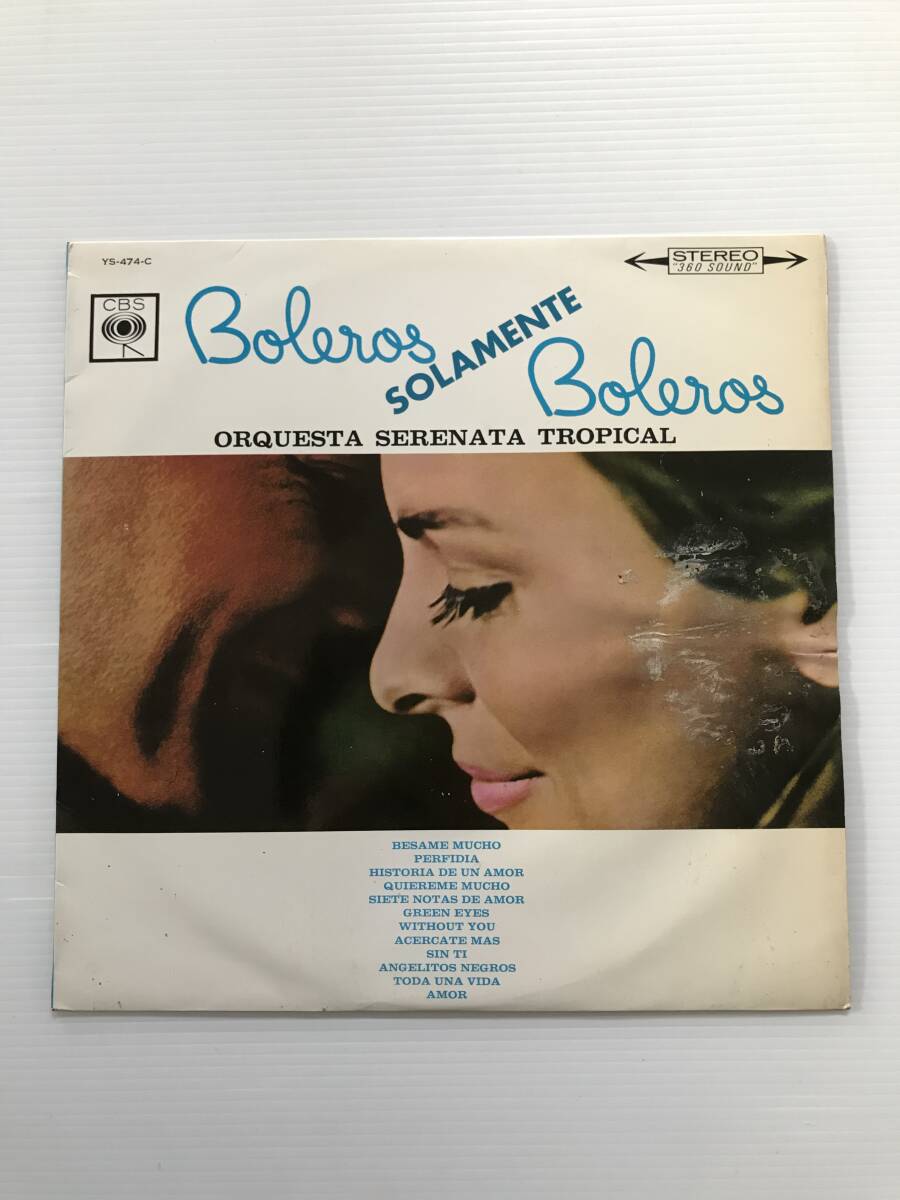 YS-474-C
STEREO
"360 SOUND"
CBS
Boleros
SOLAMENTE
Boleros
ORQUESTA SERENATA TROPICAL
BESAME MUCHO
PERFIDIA
HISTORIA DE UN AMOR
QUIEREME MUCHO
SIETE NOTAS DE AMOR
GREEN EYES
WITHOUT YOU
ACERCATE MAS
SIN TI
ANGELITOS NEGROS
TODA UNA VIDA
AMOR